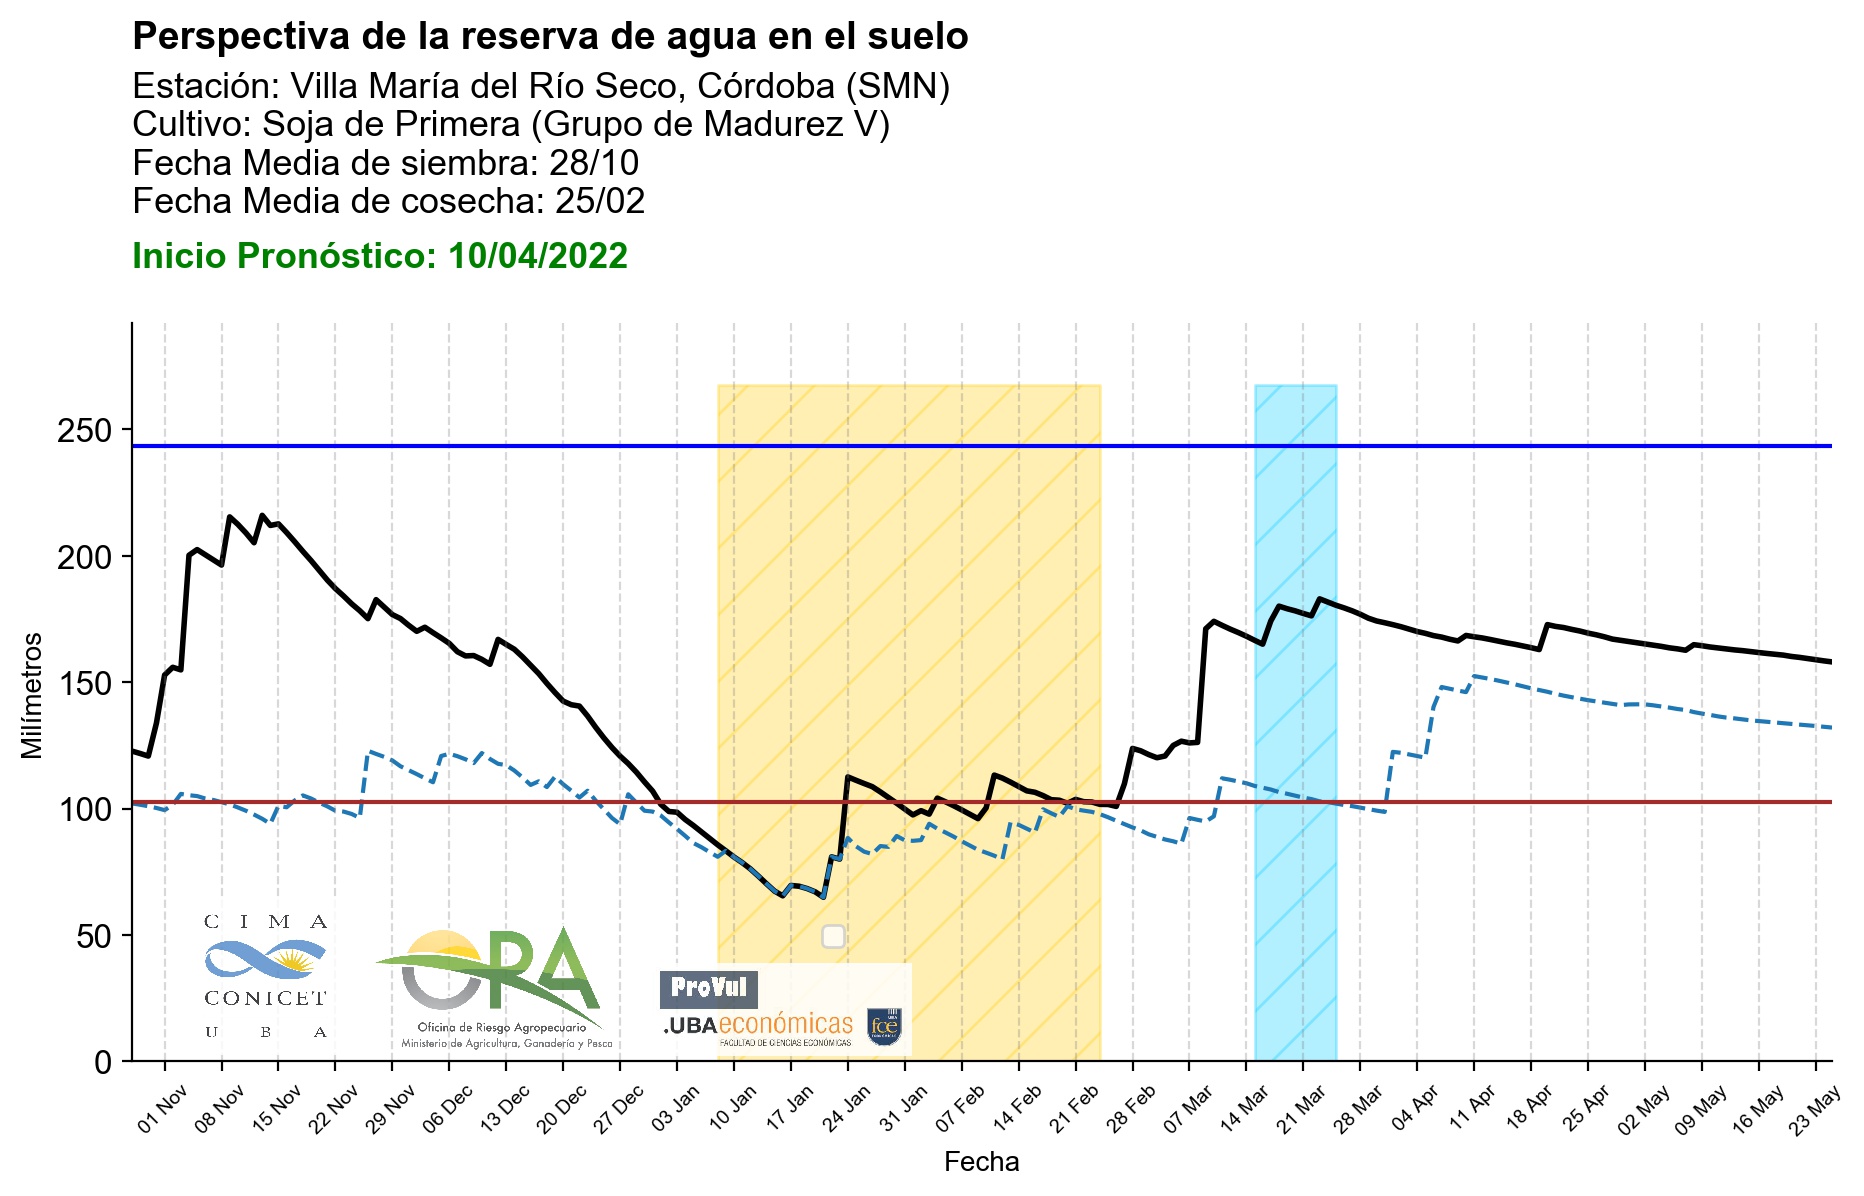 Perspectiva de la reserva de agua en el suelo
Estación: Villa María del Río Seco, Córdoba (SMN)
Cultivo: Soja de Primera (Grupo de Madurez V)
Fecha Media de siembra: 28/10
Fecha Media de cosecha: 25/02
Inicio Pronóstico: 10/04/2022
Milímetros
250
200
150
100
50
0
C I M A
CONICET
U B A
ORA
Oficina de Riesgo Agropecuario
Ministerio de Agricultura, Ganadería y Pesca
ProVul
.UBAeconómicas
FACULTAD DE CIENCIAS ECONÓMICAS
fce
01 Nov
08 Nov
15 Nov
22 Nov
29 Nov
06 Dec
13 Dec
20 Dec
27 Dec
03 Jan
10 Jan
17 Jan
24 Jan
31 Jan
07 Feb
14 Feb
21 Feb
28 Feb
07 Mar
14 Mar
21 Mar
28 Mar
04 Apr
11 Apr
18 Apr
25 Apr
02 May
09 May
16 May
23 May
Fecha